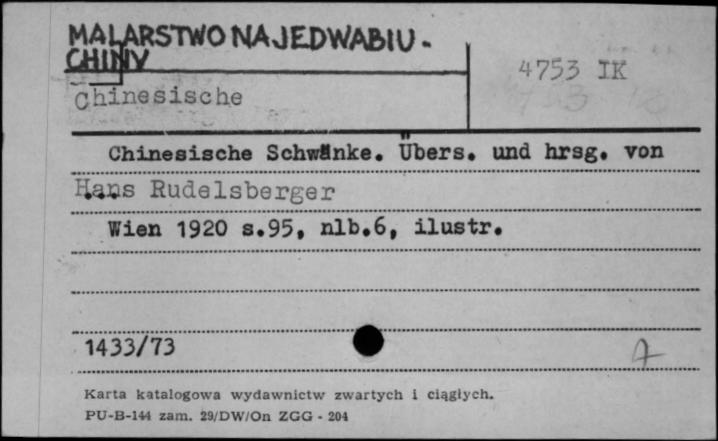 MALARSTWO NA JEDWABIU -
CHINY
4753 IK
Chinesische
Chinesische Schwänke. Übers. und hrsg. von
Hans Rudelsberger
Wien 1920 s.95, nlb.6, ilustr.
1433/73
A
Karta katalogowa wydawnictw zwartych i ciągłych.
PU-B-144 zam. 29/DW/On ZGG - 204